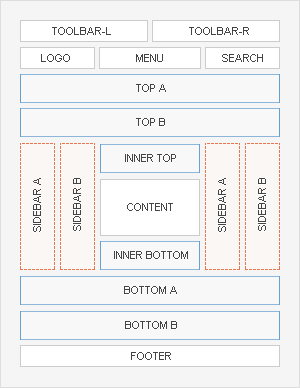 TOOLBAR-L
TOOLBAR-R
LOGO
MENU
SEARCH
TOP A
TOP B
SIDEBAR A
SIDEBAR B
INNER TOP
CONTENT
INNER BOTTOM
SIDEBAR A
SIDEBAR B
BOTTOM A
BOTTOM B
FOOTER